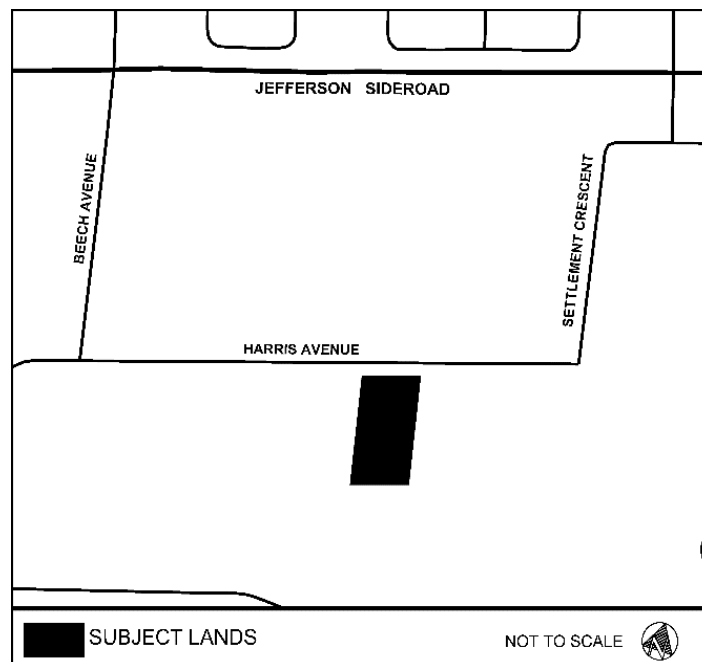 JEFFERSON SIDEROAD
BEECH AVENUE
SETTLEMENT CRESCENT
HARRIS AVENUE
SUBJECT LANDS
NOT TO SCALE